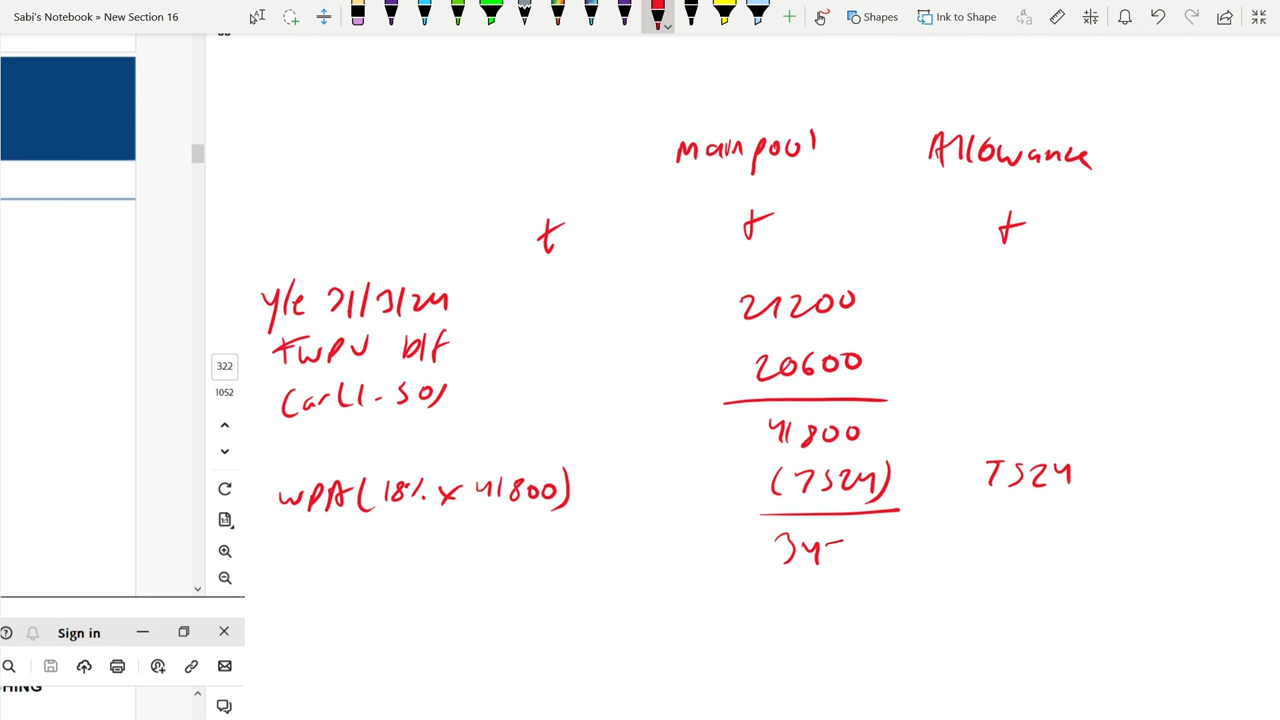 Sabi's Notebook » New Section 16
Shapes
Ink to Shape
main pool Allowance
£ £ £
y/e 31/3/24 21200
TWDV b/f 20600
Car (1 - 50)
41800
WDA (18% x 41800) (7524) 7524
34
322
1052
Sign in
HING